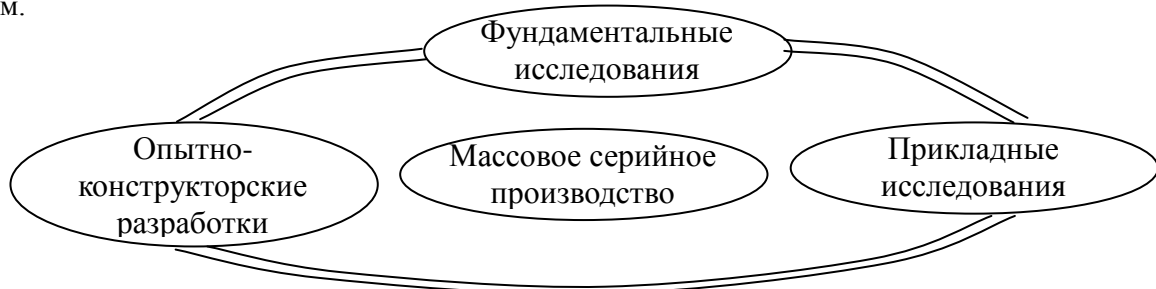 м.
Фундаментальные
исследования
Опытно-
конструкторские
разработки
Массовое серийное
производство
Прикладные
исследования